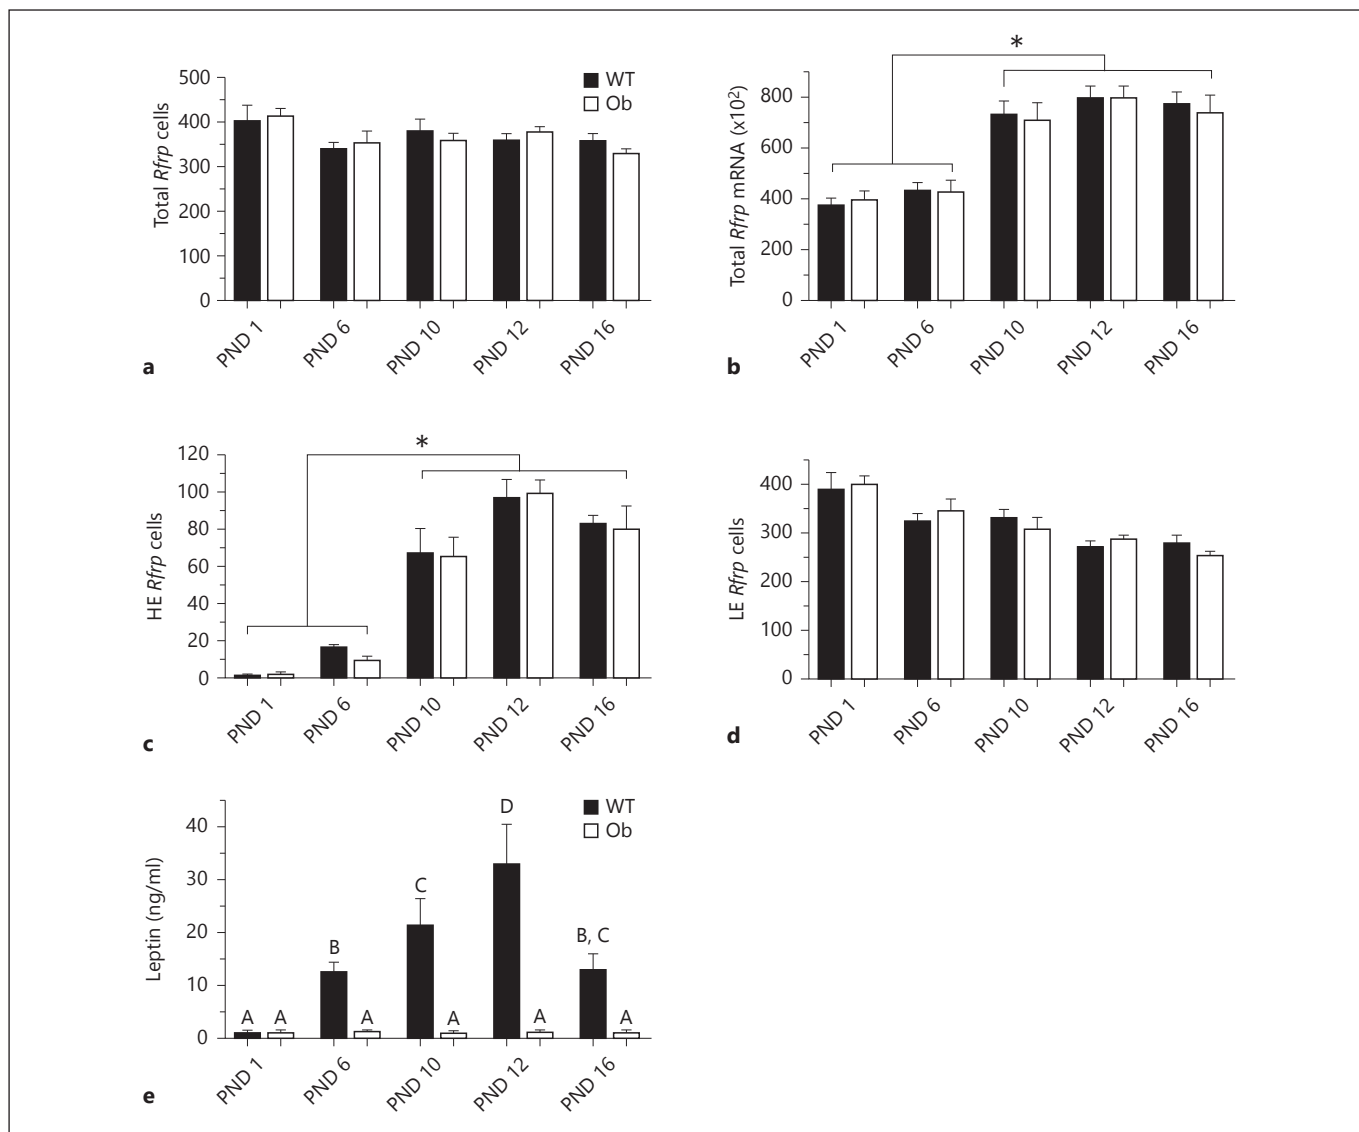 500
400
300
200
100
0
Total Rfrp cells
WT
Ob
PND 1
PND 6
PND 10
PND 12
PND 16
a
*
800
600
400
200
0
Total Rfrp mRNA (x10²)
PND 1
PND 6
PND 10
PND 12
PND 16
b
*
120
100
80
60
40
20
0
HE Rfrp cells
PND 1
PND 6
PND 10
PND 12
PND 16
c
400
300
200
100
0
LE Rfrp cells
PND 1
PND 6
PND 10
PND 12
PND 16
d
40
30
20
10
0
Leptin (ng/ml)
WT
Ob
A
A
B
A
C
A
D
A
B, C
A
PND 1
PND 6
PND 10
PND 12
PND 16
e